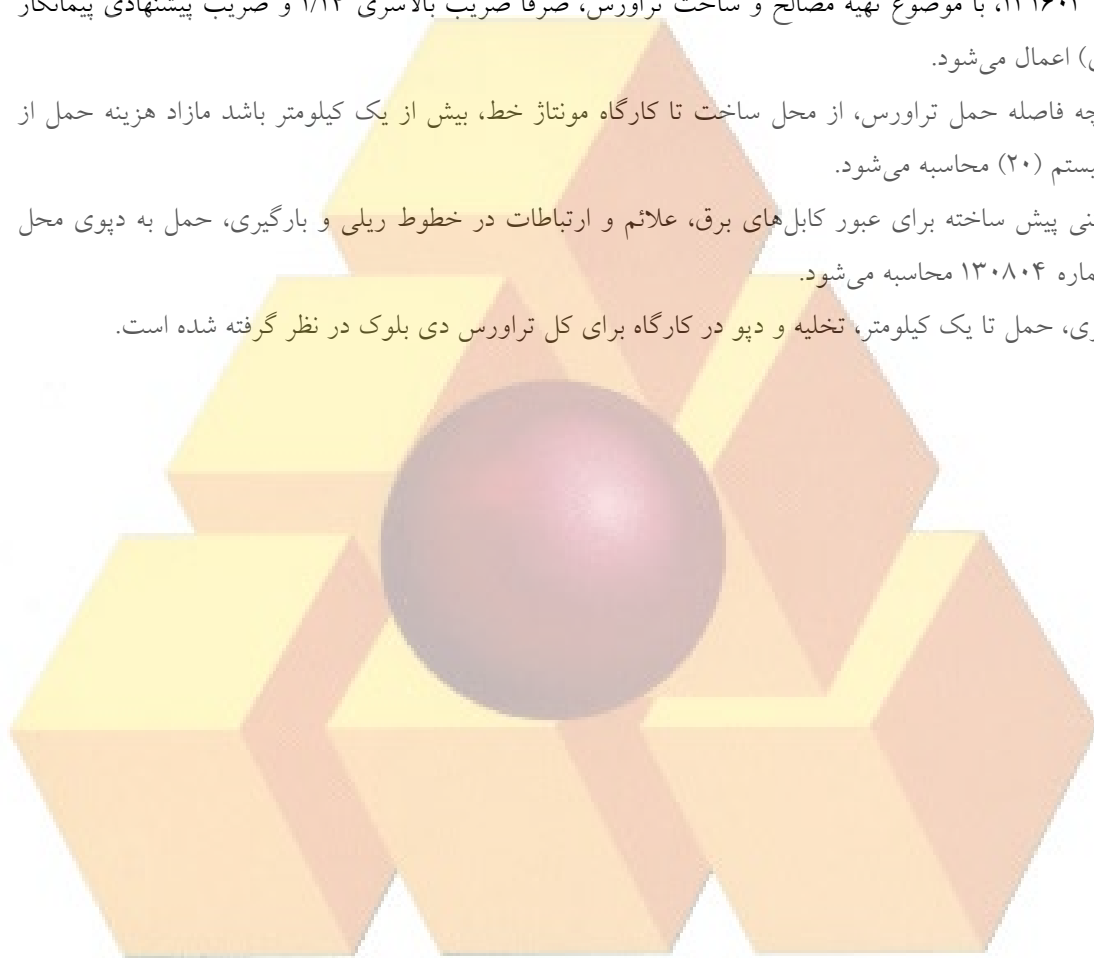 ۱۳۱۶۰۲، با موضوع تهیه مصالح و ساخت تراورس، صرفا ضریب بالاسری ۱/۱۴ و ضریب پیشنهادی پیمانکار
) اعمال می‌شود.
چه فاصله حمل تراورس، از محل ساخت تا کارگاه مونتاژ خط، بیش از یک کیلومتر باشد مازاد هزینه حمل از
یستم (۲۰) محاسبه می‌شود.
نی پیش ساخته برای عبور کابل‌های برق، علائم و ارتباطات در خطوط ریلی و بارگیری، حمل به دپوی محل
ماره ۱۳۰۸۰۴ محاسبه می‌شود.
ری، حمل تا یک کیلومتر، تخلیه و دپو در کارگاه برای کل تراورس دی بلوک در نظر گرفته شده است.